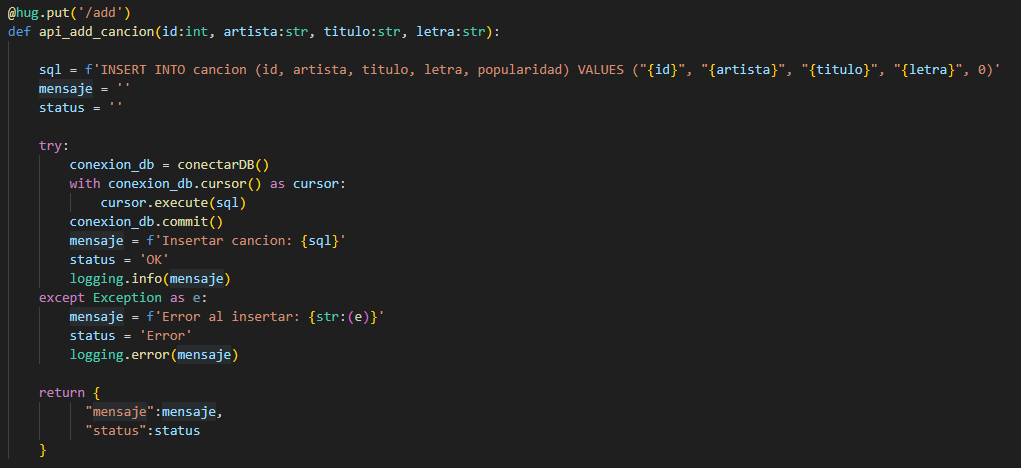 @hug.put('/add')
def api_add_cancion(id:int, artista:str, titulo:str, letra:str):
sql = f'INSERT INTO cancion (id, artista, titulo, letra, popularidad) VALUES ("{id}", "{artista}", "{titulo}", "{letra}", 0)'
mensaje = ''
status = ''
try:
conexion_db = conectarDB()
with conexion_db.cursor() as cursor:
cursor.execute(sql)
conexion_db.commit()
mensaje = f'Insertar cancion: {sql}'
status = 'OK'
logging.info(mensaje)
except Exception as e:
mensaje = f'Error al insertar: {str:(e)}'
status = 'Error'
logging.error(mensaje)
return {
"mensaje":mensaje,
"status":status
}